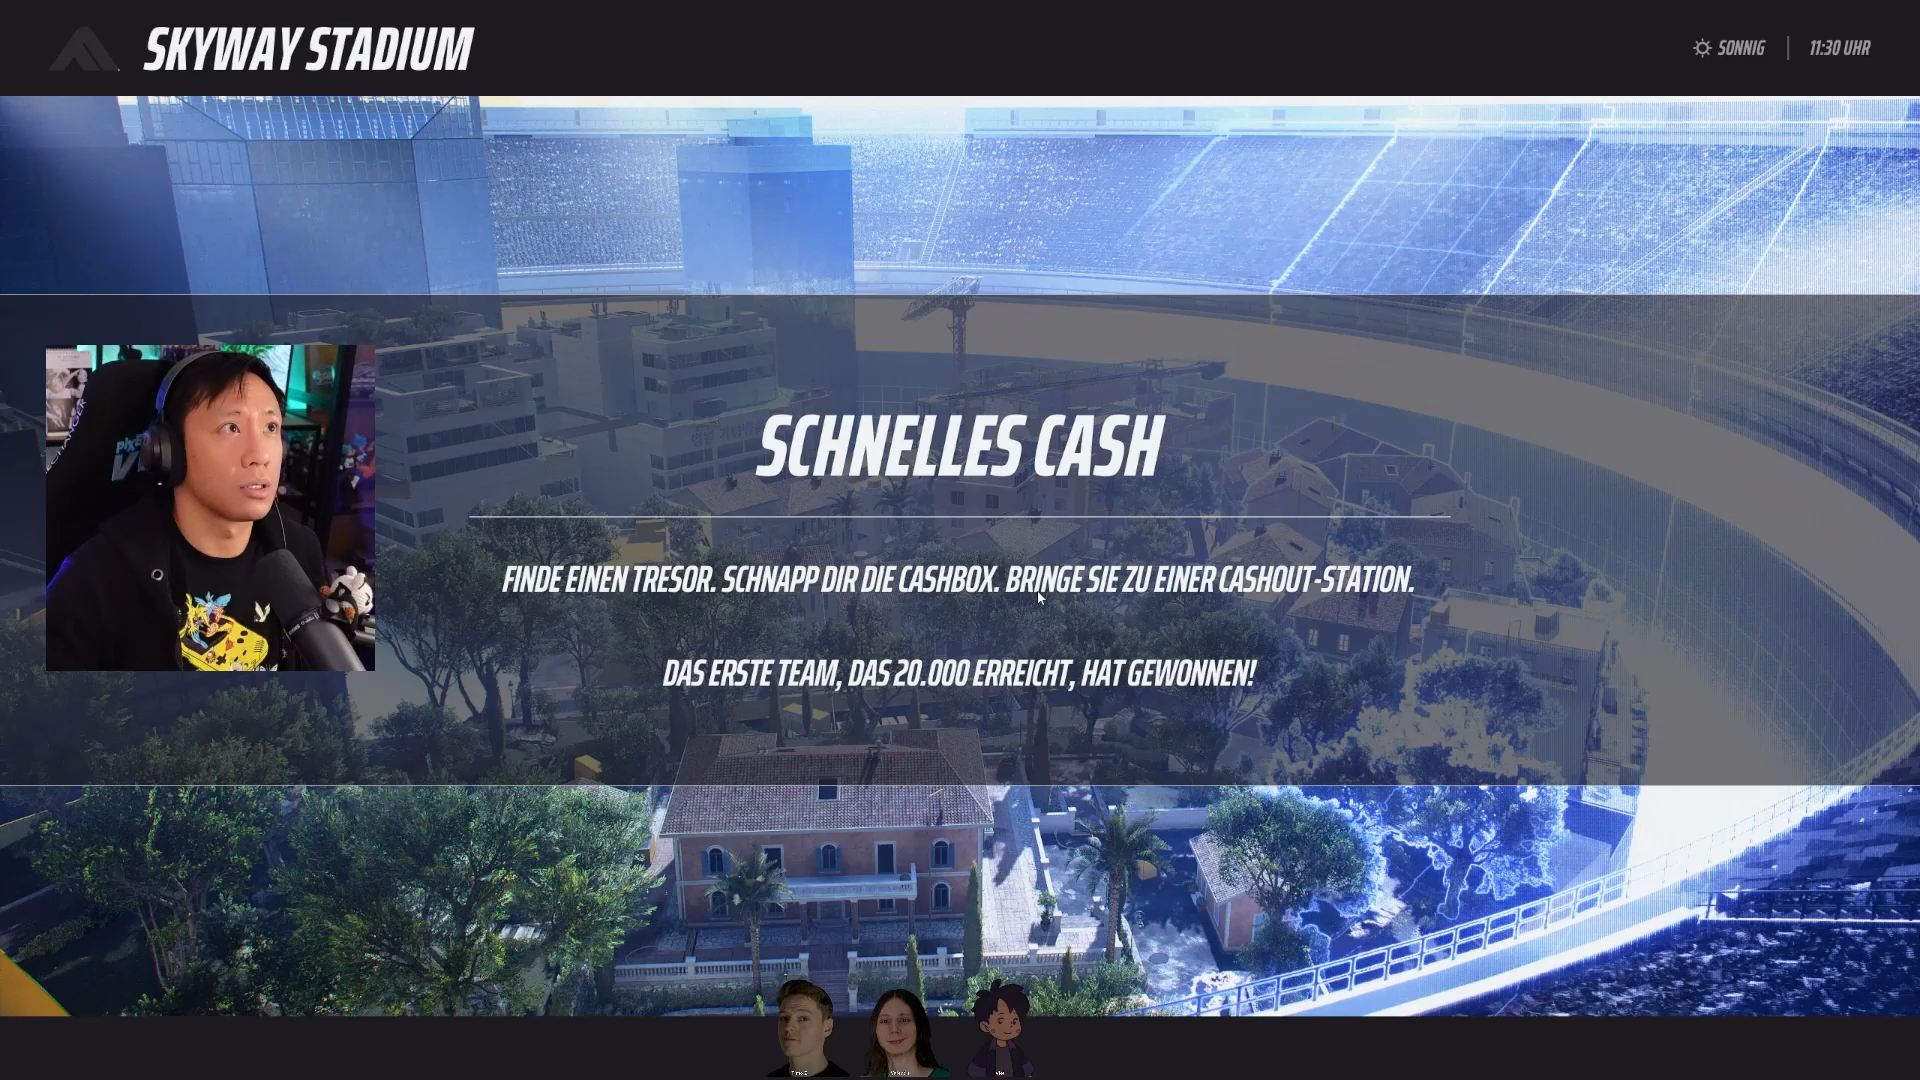 SKYWAY STADIUM
SONNIG
11:30 UHR
SCHNELLES CASH
FINDE EINEN TRESOR. SCHNAPP DIR DIE CASHBOX. BRINGE SIE ZU EINER CASHOUT-STATION.
DAS ERSTE TEAM, DAS 20.000 ERREICHT, HAT GEWONNEN!